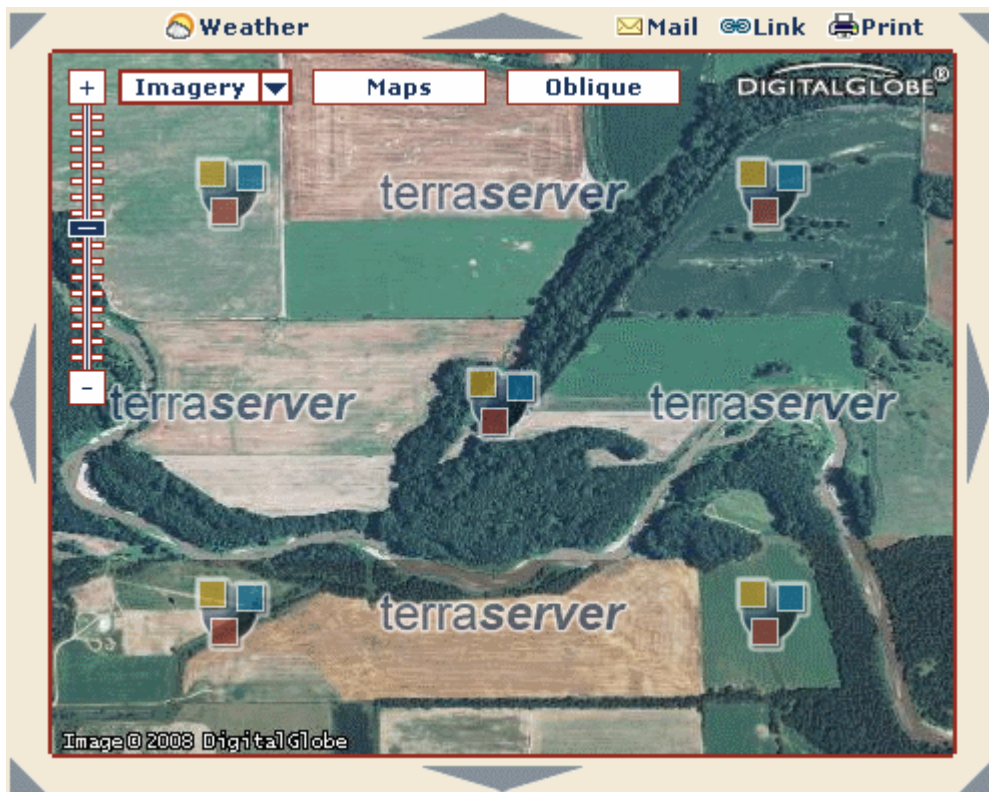 Weather Mail Link Print
+ Imagery Maps Oblique DIGITALGLOBE®
terraserver
terraserver terraserver
-
terraserver
Image © 2008 DigitalGlobe